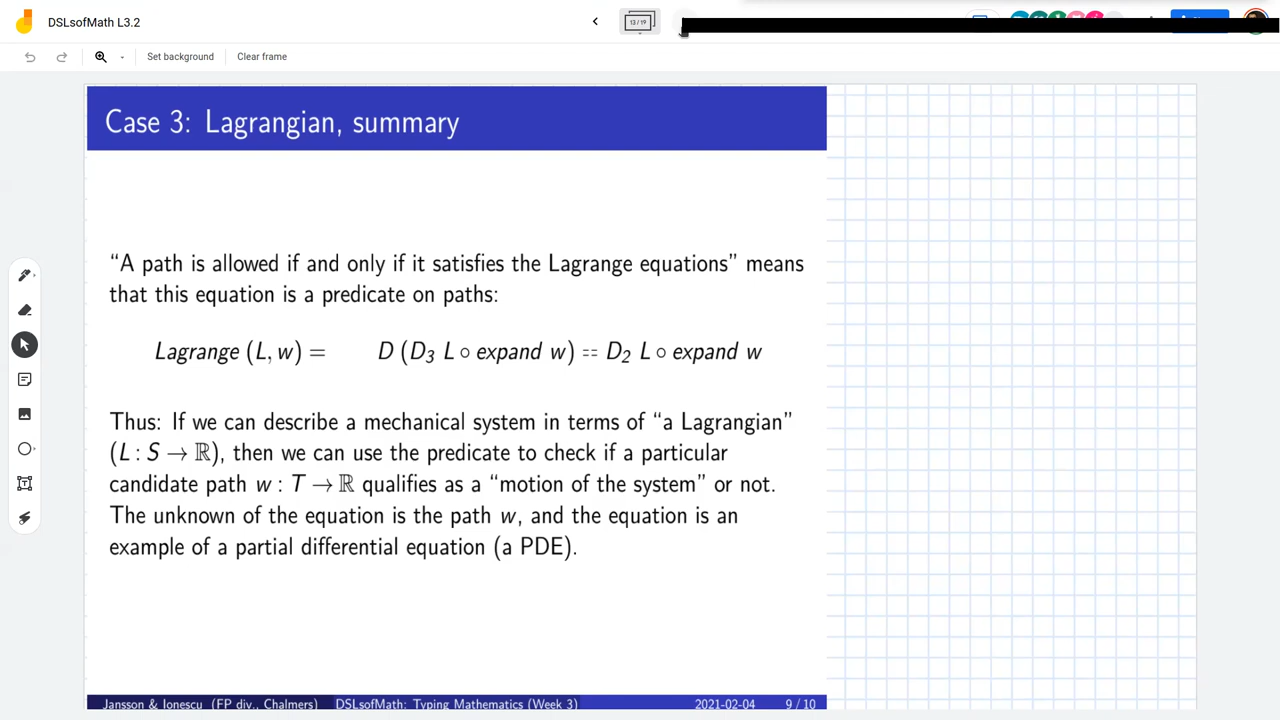 DSLsofMath L3.2
13 / 19
Set background
Clear frame
Case 3: Lagrangian, summary
“A path is allowed if and only if it satisfies the Lagrange equations” means
that this equation is a predicate on paths:
Lagrange (L, w) = D (D₃ L ∘ expand w) == D₂ L ∘ expand w
Thus: If we can describe a mechanical system in terms of “a Lagrangian”
(L : S → ℝ), then we can use the predicate to check if a particular
candidate path w : T → ℝ qualifies as a “motion of the system” or not.
The unknown of the equation is the path w, and the equation is an
example of a partial differential equation (a PDE).
Jansson & Ionescu (FP div., Chalmers) DSLsofMath: Typing Mathematics (Week 3) 2021-02-04 9 / 10